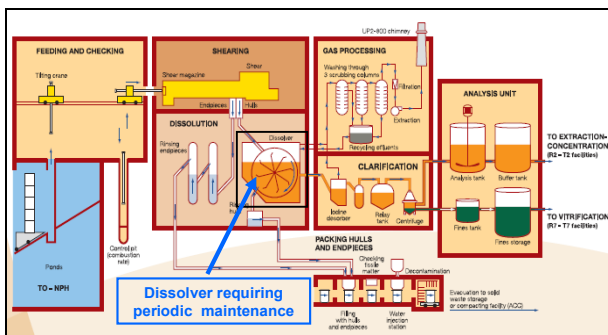 UP2-800 chimney
FEEDING AND CHECKING
SHEARING
GAS PROCESSING
Tilting crane
Shear magazine
Shear
Washing through
3 scrubbing columns
Filtration
Extraction
Recycling effluents
ANALYSIS UNIT
Endpieces
Hulls
DISSOLUTION
Rinsing
endpieces
Dissolver
CLARIFICATION
Iodine
desorber
Relay
tank
Centrifuge
Analysis
tank
Buffer tank
Fines tank
Fines storage
TO EXTRACTION-
CONCENTRATION
(R2 – T2 facilities)
TO VITRIFICATION
(R7 – T7 facilities)
Ponds
TO – NPH
Control pit
(combustion
rate)
PACKING HULLS
AND ENDPIECES
Checking
fissile
matter
Decontamination
Filling
with hulls
and endpieces
Water
injection
station
Evacuation to solid
waste storage
or compacting facility (ACC)
Dissolver requiring
periodic maintenance